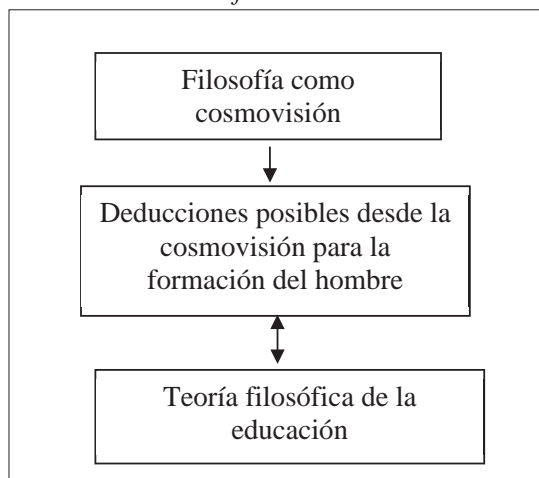 Filosofía como
cosmovisión
Deducciones posibles desde la
cosmovisión para la
formación del hombre
Teoría filosófica de la
educación